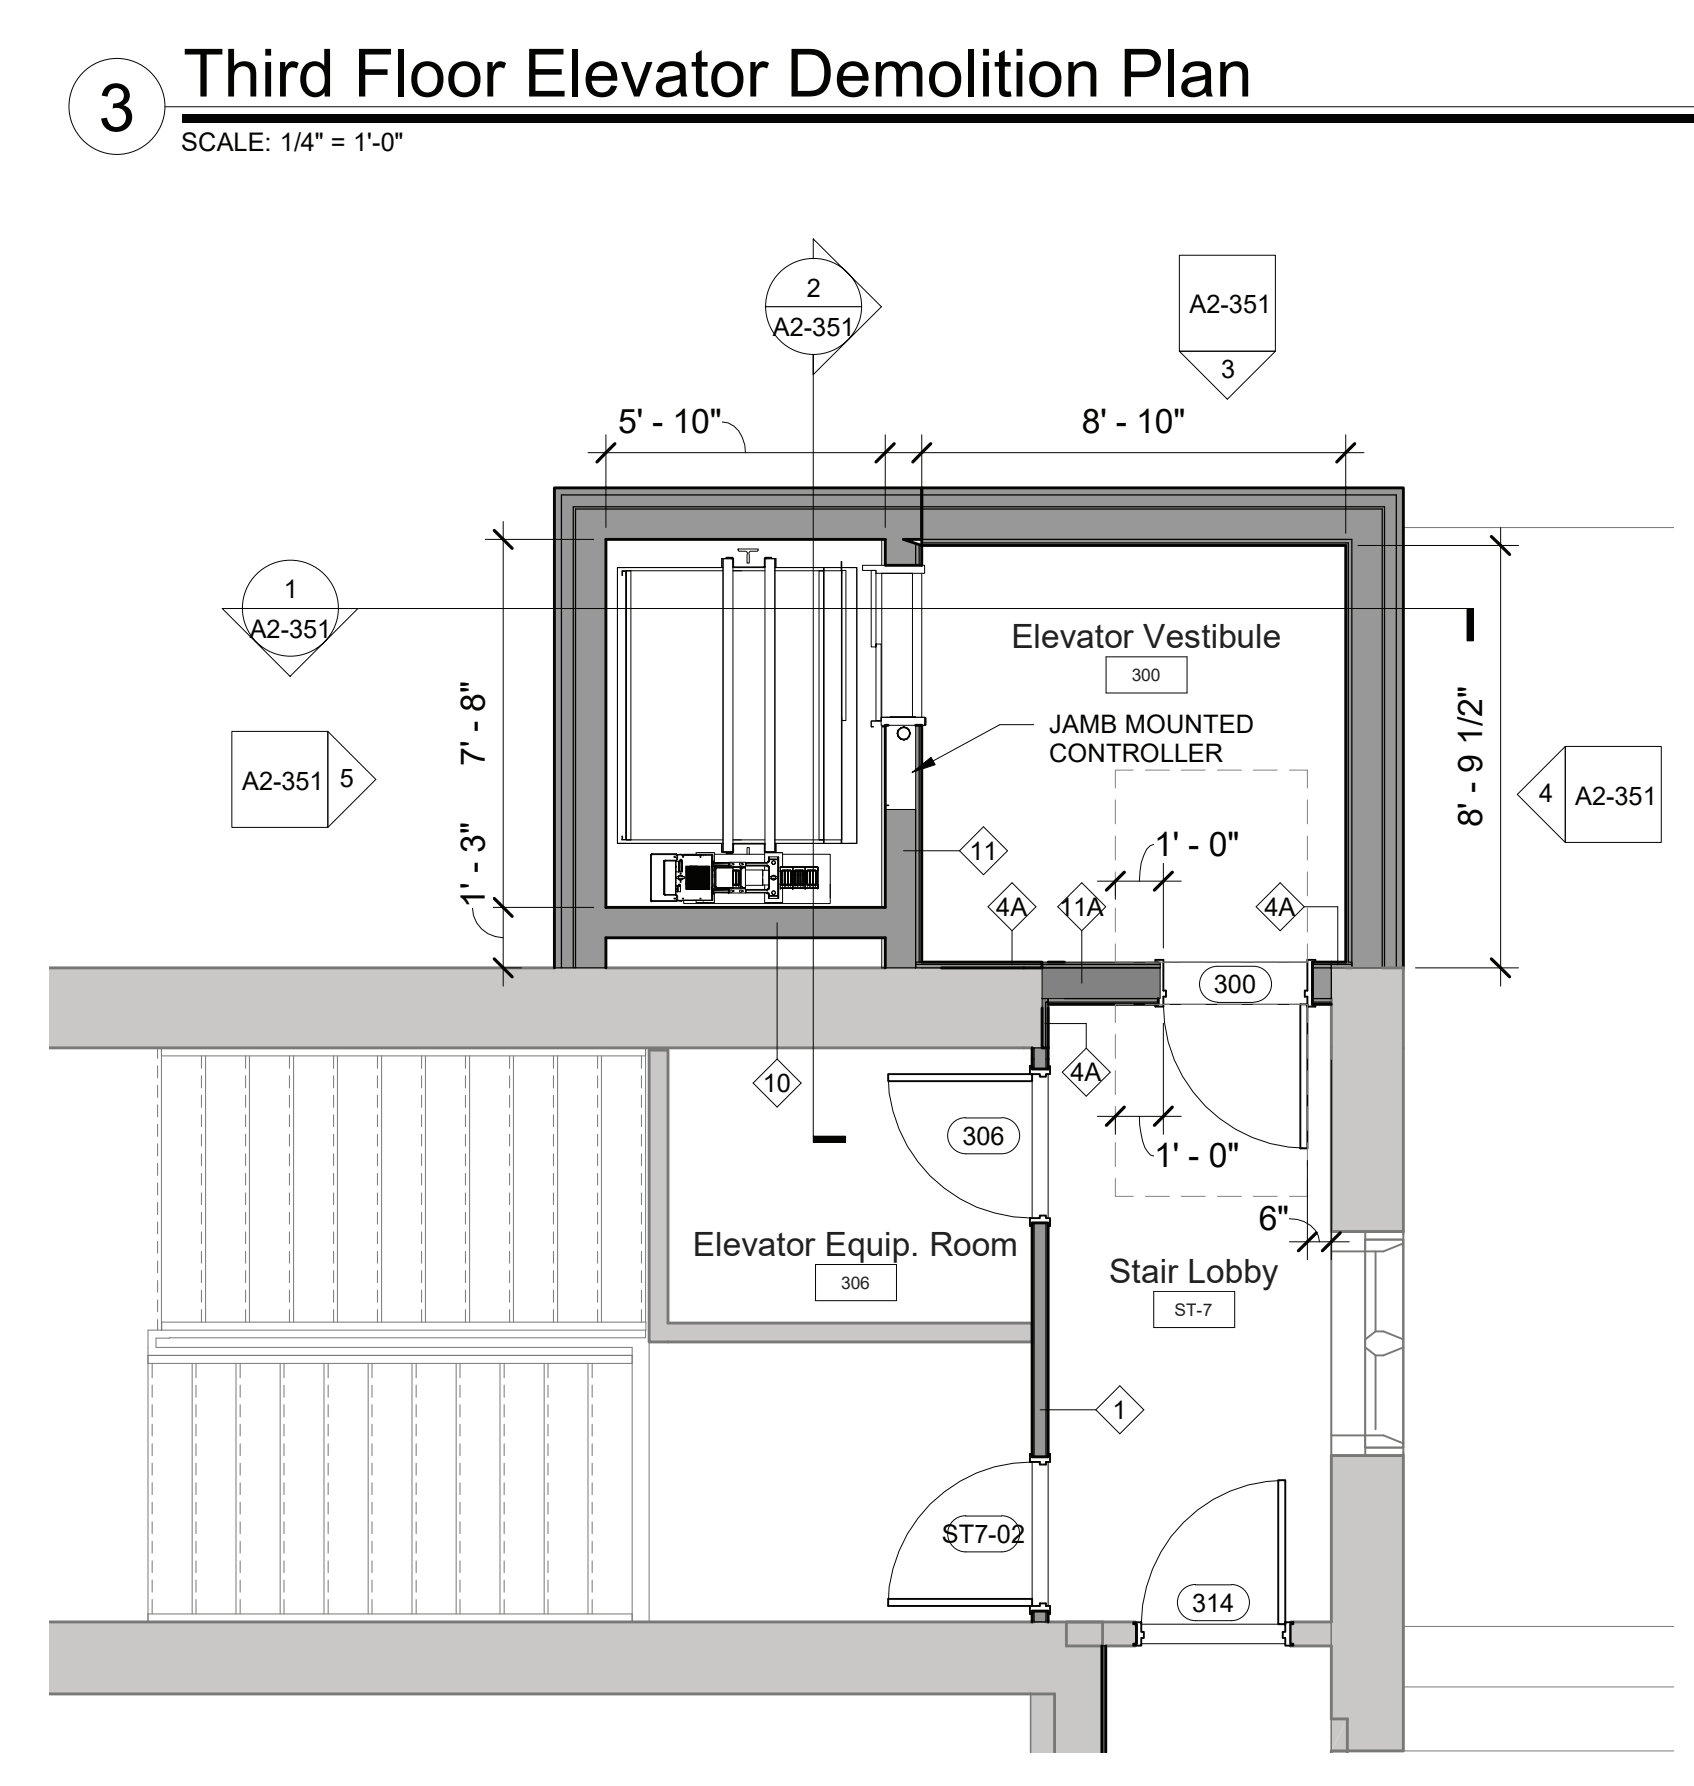 3
Third Floor Elevator Demolition Plan
SCALE: 1/4" = 1'-0"
2
A2-351
A2-351
3
5' - 10"
8' - 10"
1
A2-351
Elevator Vestibule
300
7' - 8"
8' - 9 1/2"
JAMB MOUNTED
CONTROLLER
A2-351
5
4
A2-351
1' - 3"
11
1' - 0"
4A
11A
4A
300
10
4A
306
1' - 0"
6"
Elevator Equip. Room
306
Stair Lobby
ST-7
1
ST7-02
314